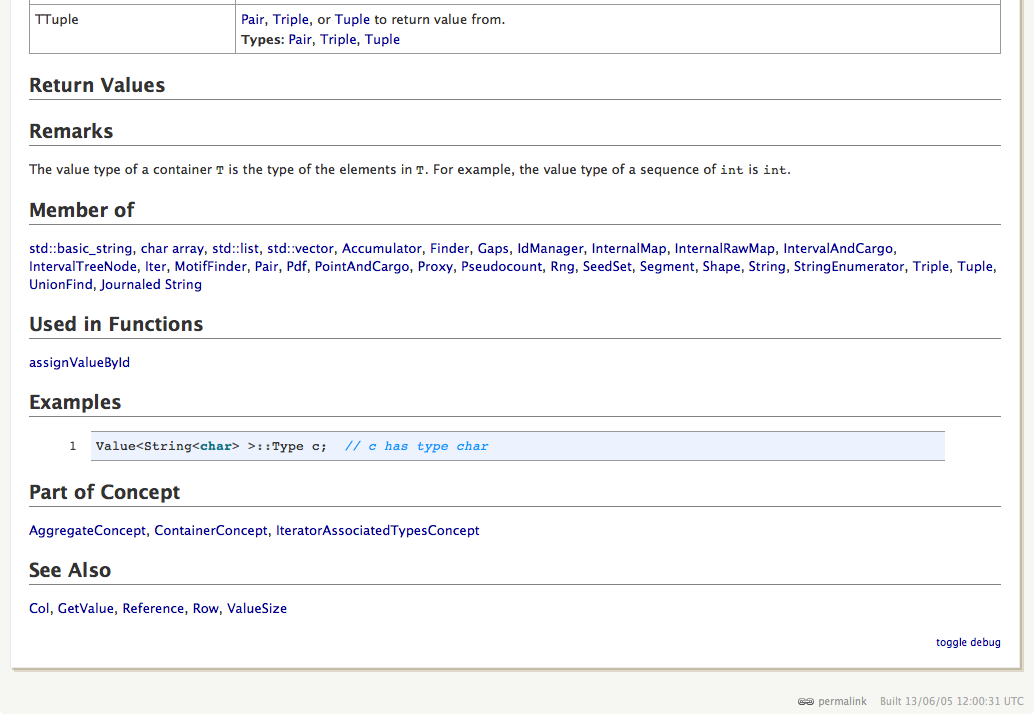 TTuple
Pair, Triple, or Tuple to return value from.
Types: Pair, Triple, Tuple
Return Values
Remarks
The value type of a container T is the type of the elements in T. For example, the value type of a sequence of int is int.
Member of
std::basic_string, char array, std::list, std::vector, Accumulator, Finder, Gaps, IdManager, InternalMap, InternalRawMap, IntervalAndCargo,
IntervalTreeNode, Iter, MotifFinder, Pair, Pdf, PointAndCargo, Proxy, Pseudocount, Rng, SeedSet, Segment, Shape, String, StringEnumerator, Triple, Tuple,
UnionFind, Journaled String
Used in Functions
assignValueById
Examples
1 Value<String<char> >::Type c;  // c has type char
Part of Concept
AggregateConcept, ContainerConcept, IteratorAssociatedTypesConcept
See Also
Col, GetValue, Reference, Row, ValueSize
toggle debug
permalink Built 13/06/05 12:00:31 UTC